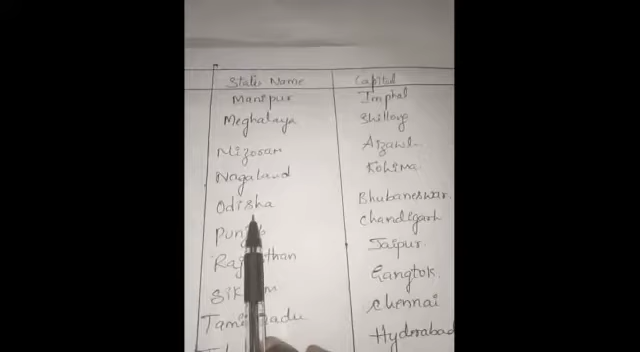 State Name Capital
Manipur Imphal
Meghalaya Shillong
Mizoram Aizawl
Nagaland Kohima
Odisha Bhubaneswar
Chandigarh
Jaipur
Gangtok
Chennai
Hyderabad